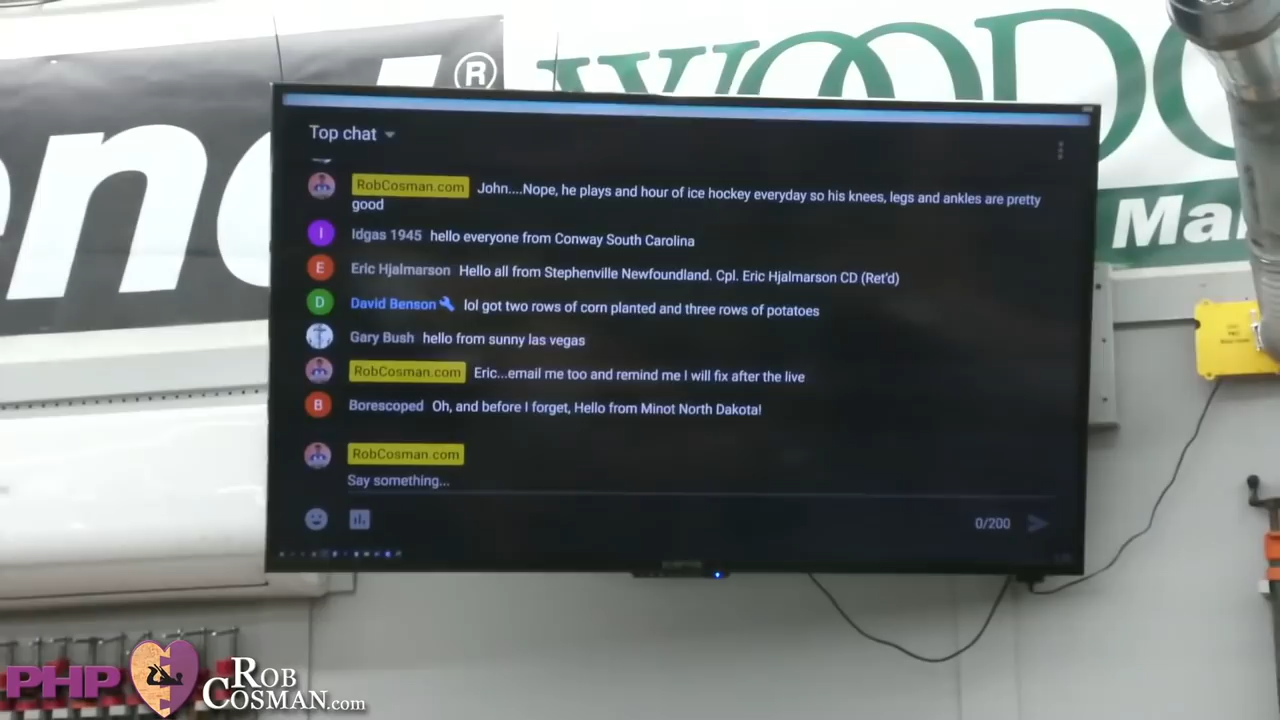 end®
WOOD
Ma
Top chat
RobCosman.com John....Nope, he plays and hour of ice hockey everyday so his knees, legs and ankles are pretty
good
I Idgas 1945 hello everyone from Conway South Carolina
E Eric Hjalmarson Hello all from Stephenville Newfoundland. Cpl. Eric Hjalmarson CD (Ret'd)
D David Benson lol got two rows of corn planted and three rows of potatoes
Gary Bush hello from sunny las vegas
RobCosman.com Eric...email me too and remind me I will fix after the live
B Borescoped Oh, and before I forget, Hello from Minot North Dakota!
RobCosman.com
Say something...
0/200
PHP
ROB
COSMAN.com